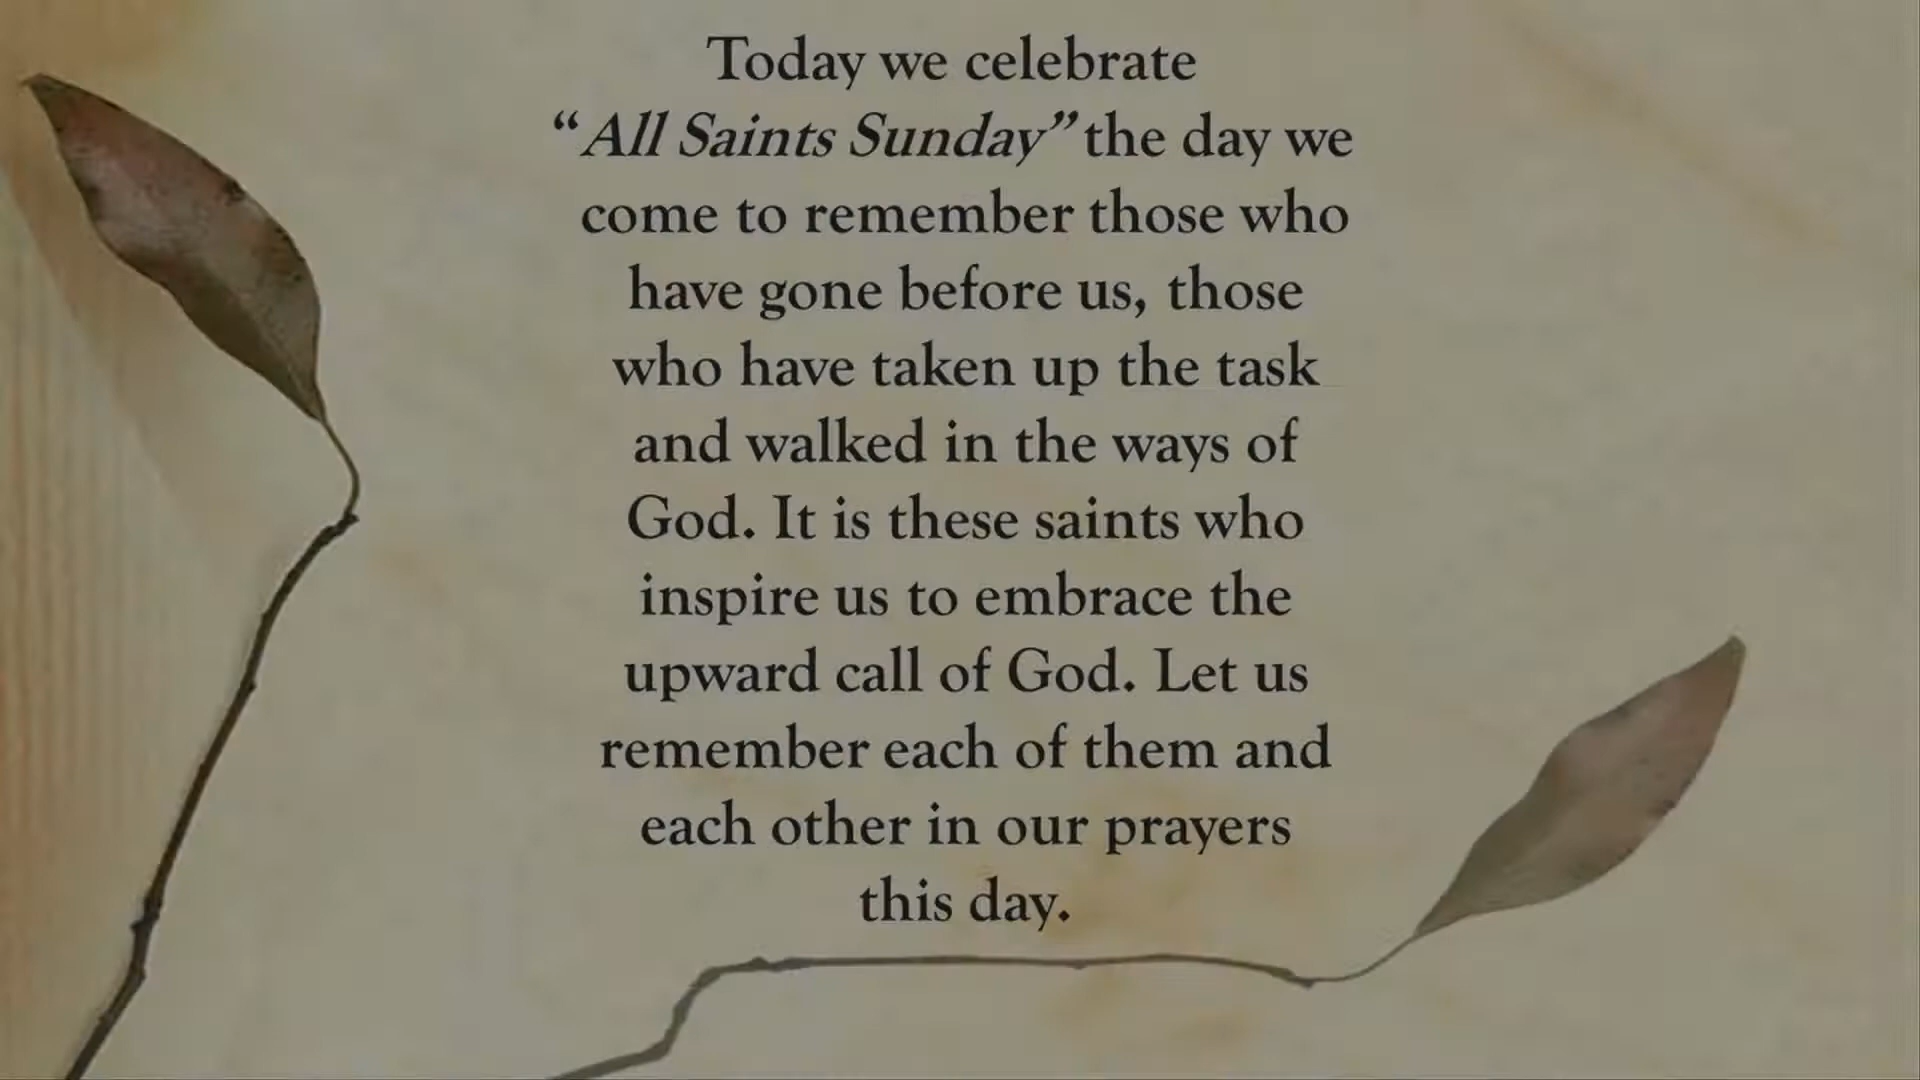 Today we celebrate
“All Saints Sunday” the day we
come to remember those who
have gone before us, those
who have taken up the task
and walked in the ways of
God. It is these saints who
inspire us to embrace the
upward call of God. Let us
remember each of them and
each other in our prayers
this day.